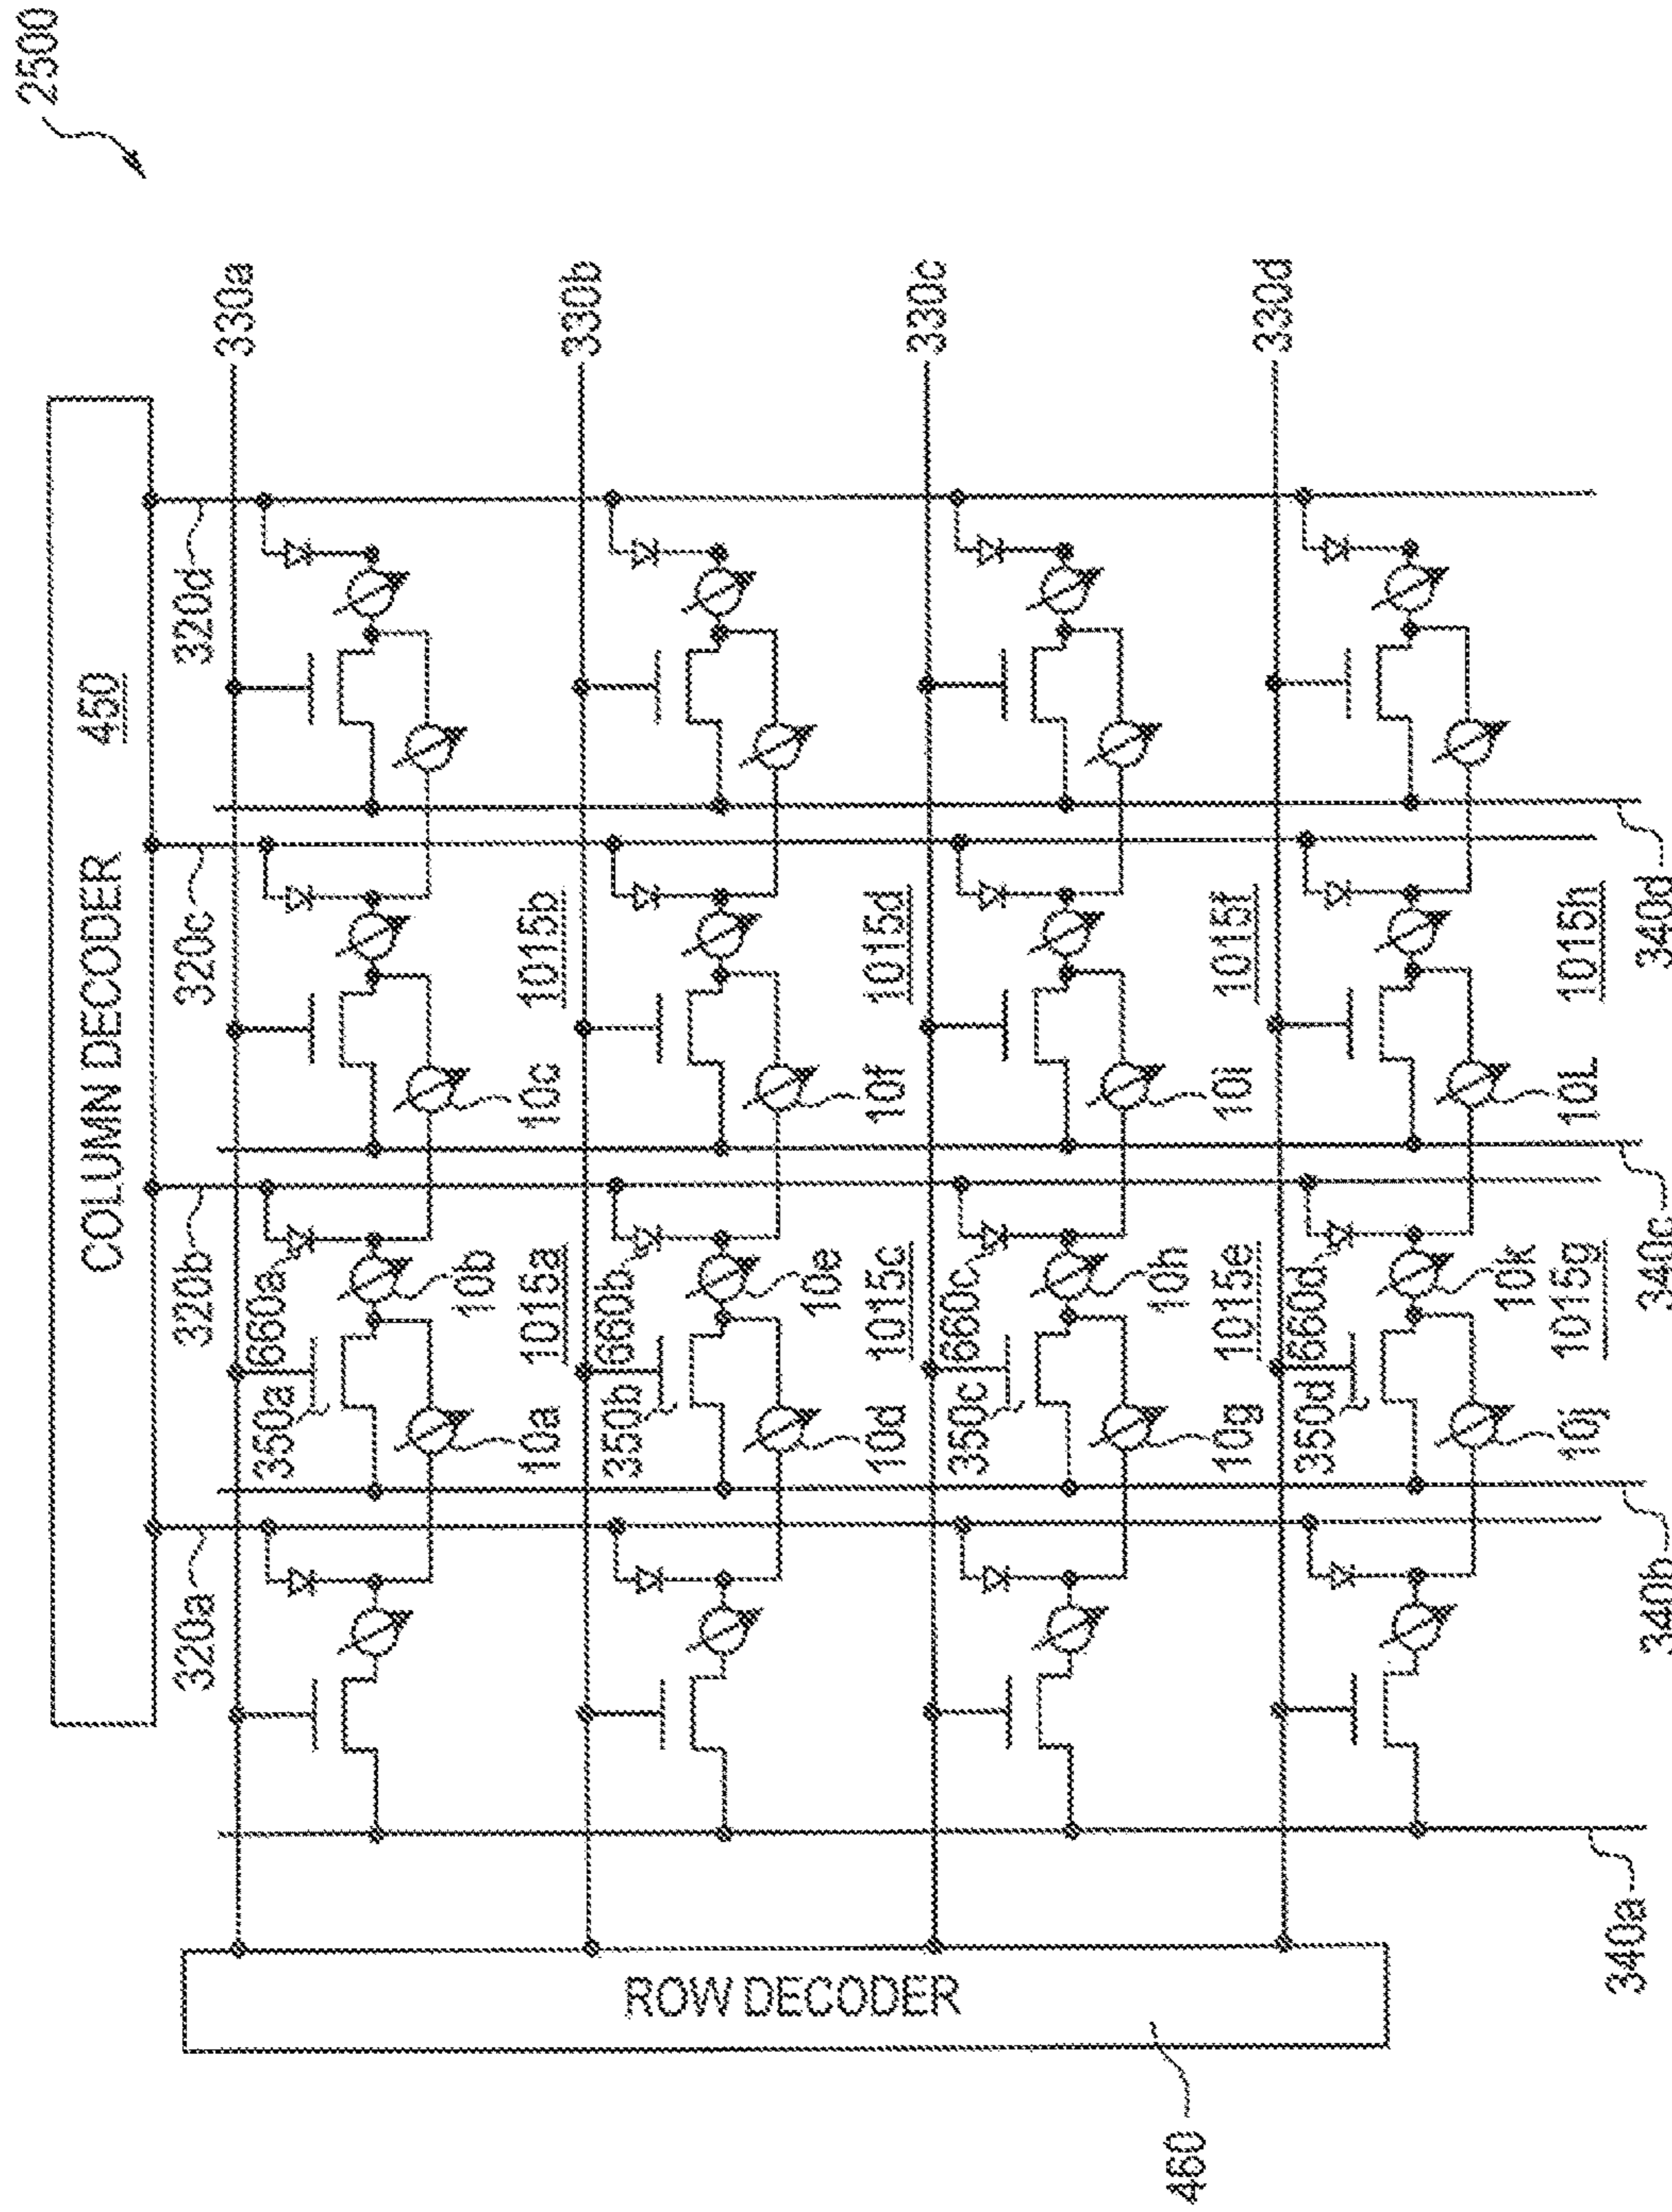 2500
COLUMN DECODER 450
320a
320b
320c
320d
330a
350a
660a
10a
10b
10c
1015a
1015b
330b
350b
660b
10d
10e
10f
1015c
1015d
330c
350c
660c
10g
10h
10i
1015e
1015f
330d
350d
660d
10j
10k
10L
1015g
1015h
340a
340b
340c
340d
ROW DECODER
460